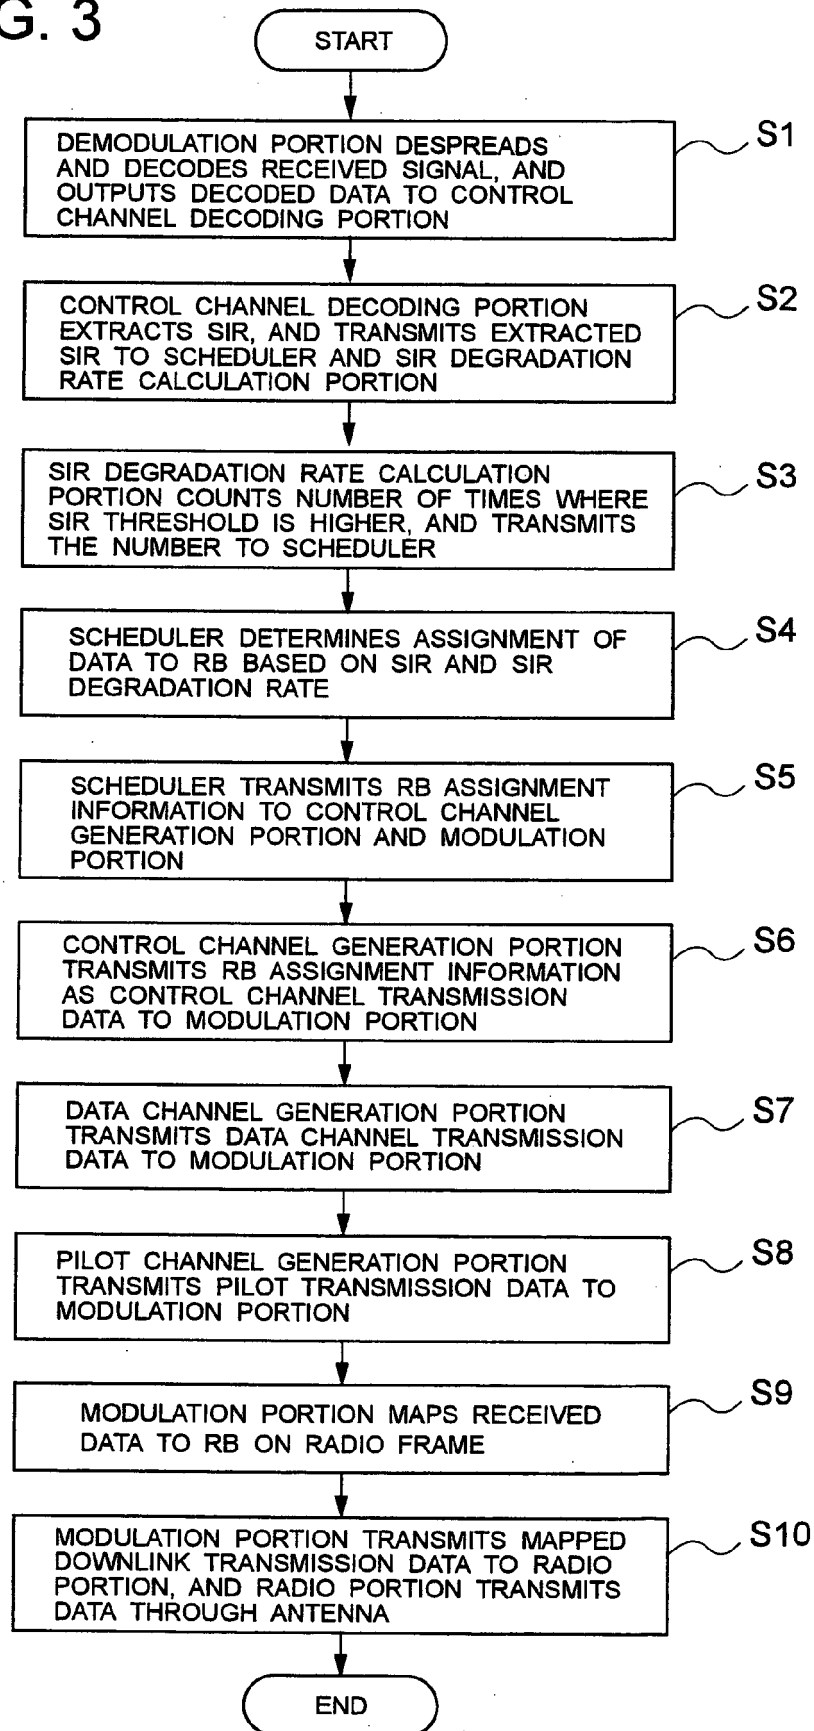 G. 3
START
DEMODULATION PORTION DESPREADS
AND DECODES RECEIVED SIGNAL, AND
OUTPUTS DECODED DATA TO CONTROL
CHANNEL DECODING PORTION
S1
CONTROL CHANNEL DECODING PORTION
EXTRACTS SIR, AND TRANSMITS EXTRACTED
SIR TO SCHEDULER AND SIR DEGRADATION
RATE CALCULATION PORTION
S2
SIR DEGRADATION RATE CALCULATION
PORTION COUNTS NUMBER OF TIMES WHERE
SIR THRESHOLD IS HIGHER, AND TRANSMITS
THE NUMBER TO SCHEDULER
S3
SCHEDULER DETERMINES ASSIGNMENT OF
DATA TO RB BASED ON SIR AND SIR
DEGRADATION RATE
S4
SCHEDULER TRANSMITS RB ASSIGNMENT
INFORMATION TO CONTROL CHANNEL
GENERATION PORTION AND MODULATION
PORTION
S5
CONTROL CHANNEL GENERATION PORTION
TRANSMITS RB ASSIGNMENT INFORMATION
AS CONTROL CHANNEL TRANSMISSION
DATA TO MODULATION PORTION
S6
DATA CHANNEL GENERATION PORTION
TRANSMITS DATA CHANNEL TRANSMISSION
DATA TO MODULATION PORTION
S7
PILOT CHANNEL GENERATION PORTION
TRANSMITS PILOT TRANSMISSION DATA TO
MODULATION PORTION
S8
MODULATION PORTION MAPS RECEIVED
DATA TO RB ON RADIO FRAME
S9
MODULATION PORTION TRANSMITS MAPPED
DOWNLINK TRANSMISSION DATA TO RADIO
PORTION, AND RADIO PORTION TRANSMITS
DATA THROUGH ANTENNA
S10
END